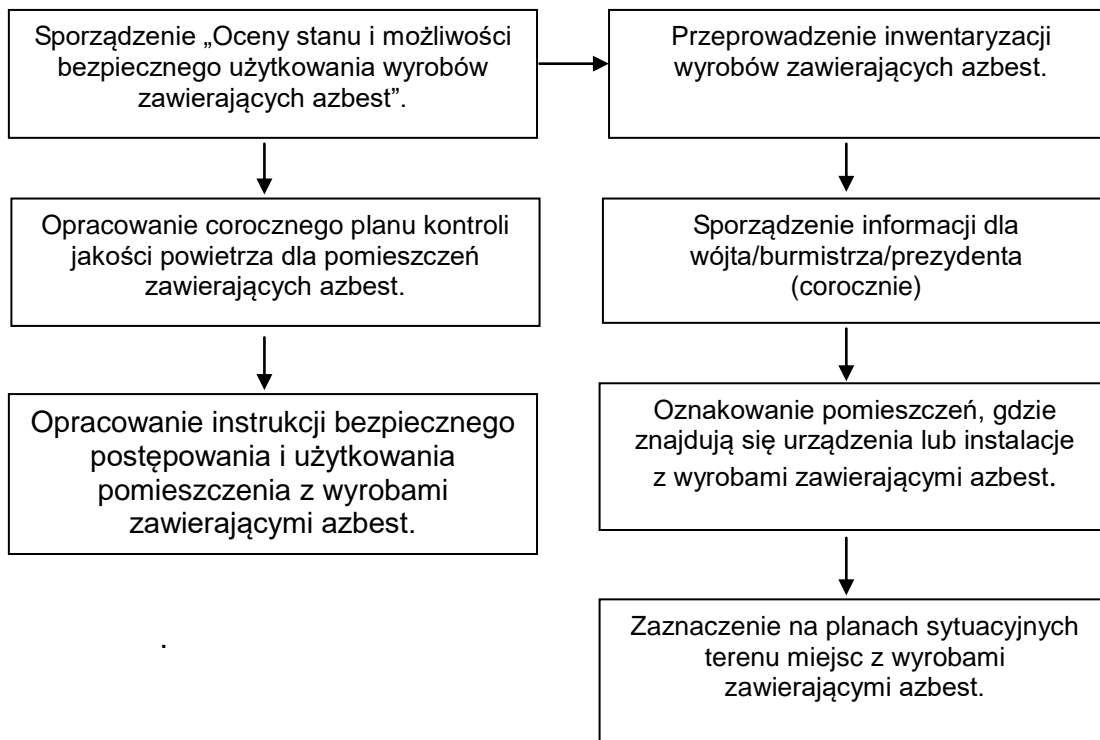 Sporządzenie „Oceny stanu i możliwości
bezpiecznego użytkowania wyrobów
zawierających azbest”.
Przeprowadzenie inwentaryzacji
wyrobów zawierających azbest.
Opracowanie corocznego planu kontroli
jakości powietrza dla pomieszczeń
zawierających azbest.
Sporządzenie informacji dla
wójta/burmistrza/prezydenta
(corocznie)
Opracowanie instrukcji bezpiecznego
postępowania i użytkowania
pomieszczenia z wyrobami
zawierającymi azbest.
Oznakowanie pomieszczeń, gdzie
znajdują się urządzenia lub instalacje
z wyrobami zawierającymi azbest.
Zaznaczenie na planach sytuacyjnych
terenu miejsc z wyrobami
zawierającymi azbest.
.